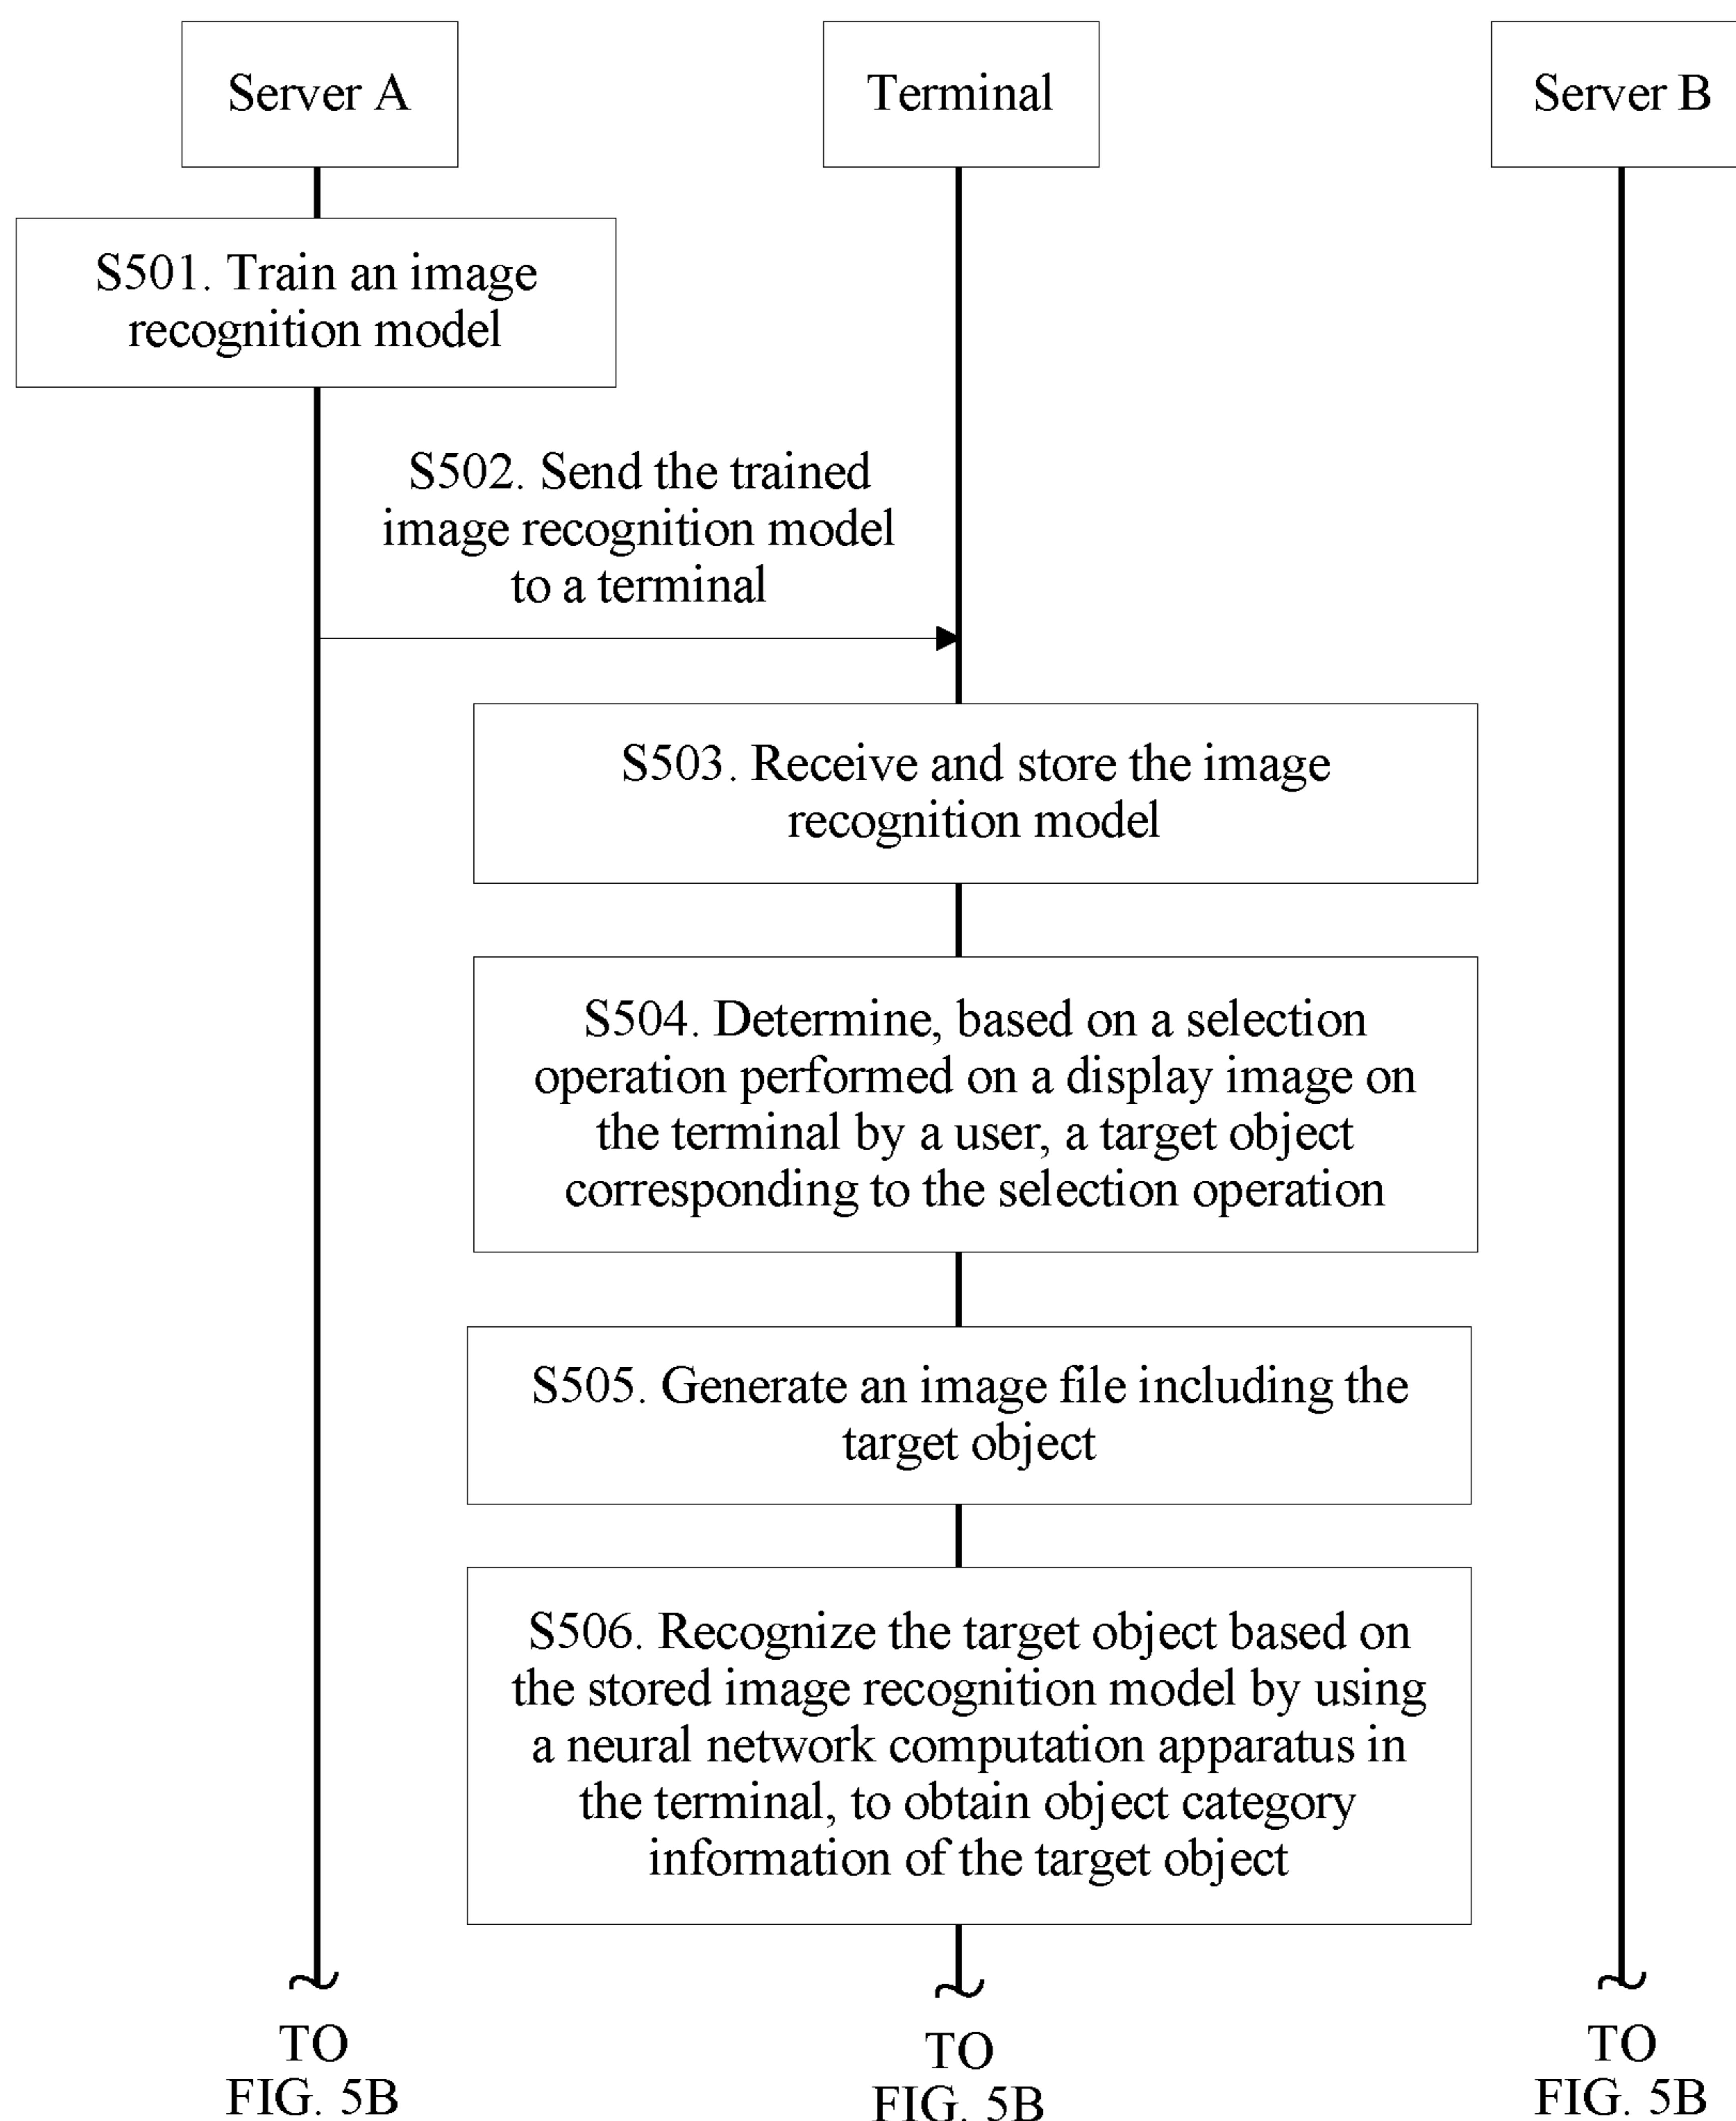 Server A
Terminal
Server B
S501. Train an image
recognition model
S502. Send the trained
image recognition model
to a terminal
S503. Receive and store the image
recognition model
S504. Determine, based on a selection
operation performed on a display image on
the terminal by a user, a target object
corresponding to the selection operation
S505. Generate an image file including the
target object
S506. Recognize the target object based on
the stored image recognition model by using
a neural network computation apparatus in
the terminal, to obtain object category
information of the target object
TO
FIG. 5B
TO
FIG. 5B
TO
FIG. 5B